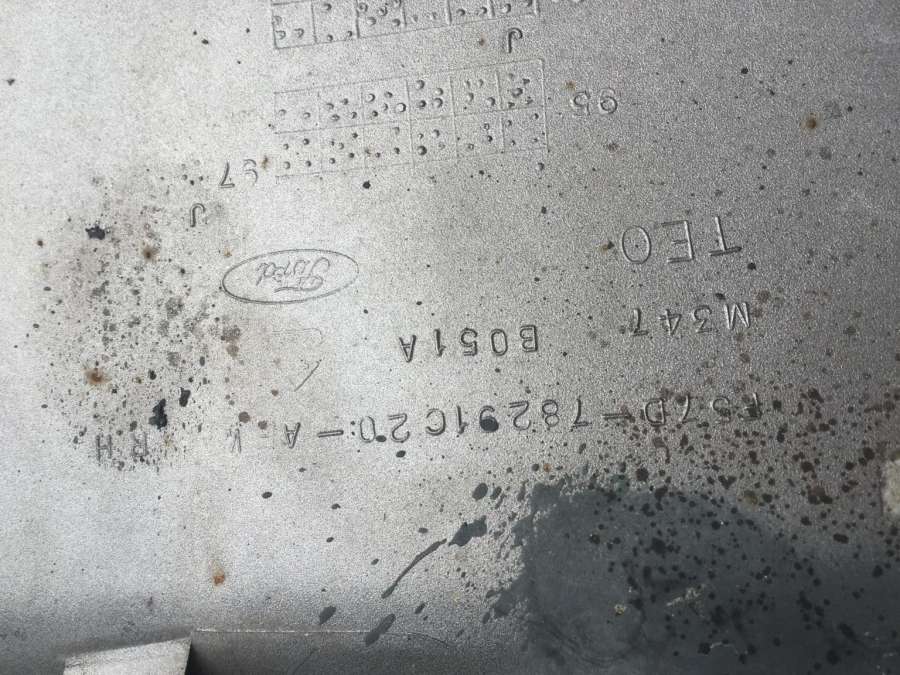 F57D-78291C20-A V RH
M347 B051A
TEO
Ford
J
97
95
J